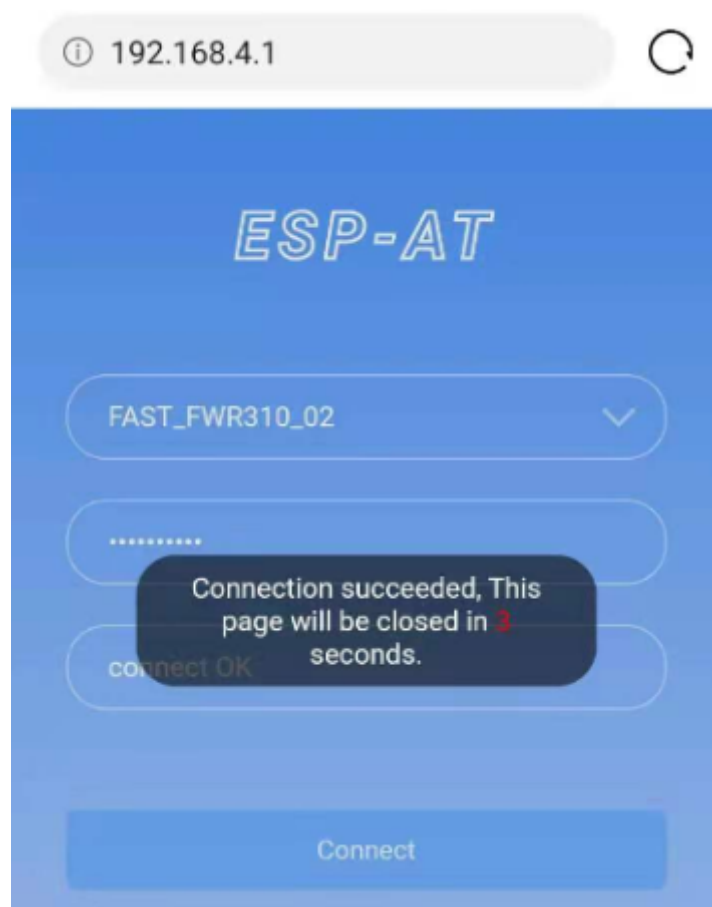 192.168.4.1
ESP-AT
FAST_FWR310_02
••••••••••
Connection succeeded, This
page will be closed in 3
seconds.
connect OK
Connect